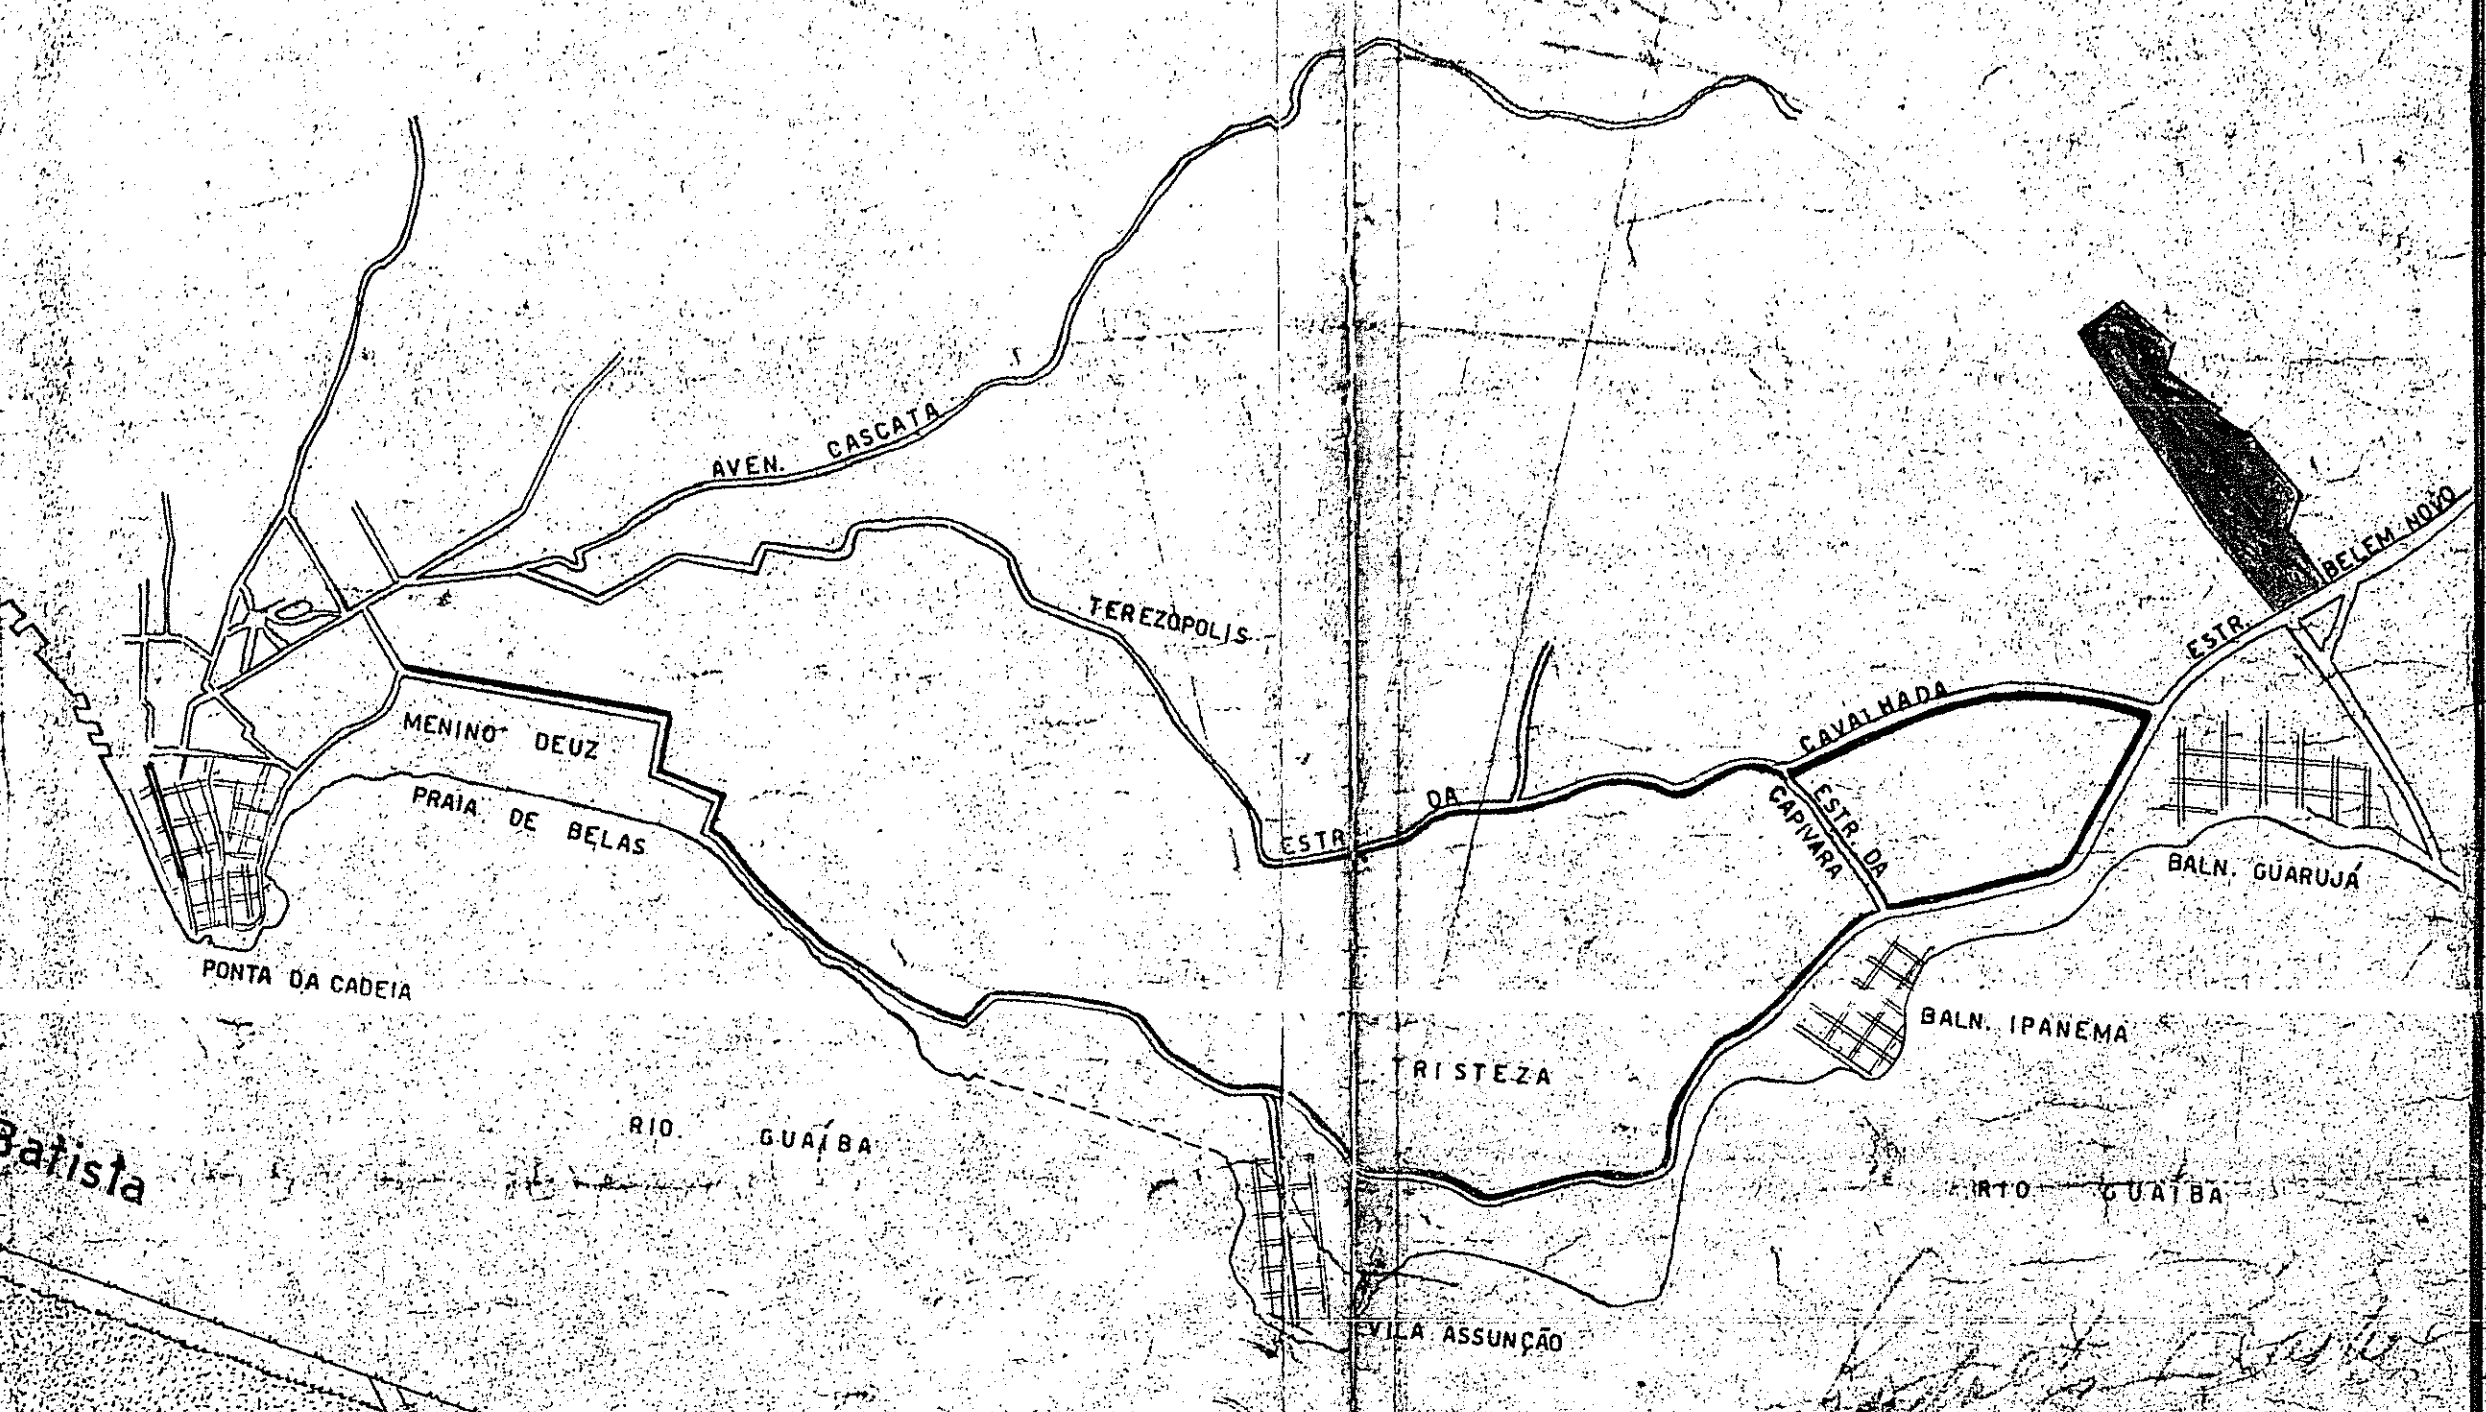 AVEN. CASCATA
TEREZOPOLIS
BELEM NOVO
ESTR.
MENINO DEUZ
CAVALHADA
PRAIA DE BELAS
DA
ESTR.
ESTR. DA
CAPIVARA
BALN. GUARUJÁ
PONTA DA CADEIA
BALN. IPANEMA
TRISTEZA
RIO GUAÍBA
Batista
RIO GUAÍBA
VILA ASSUNÇÃO